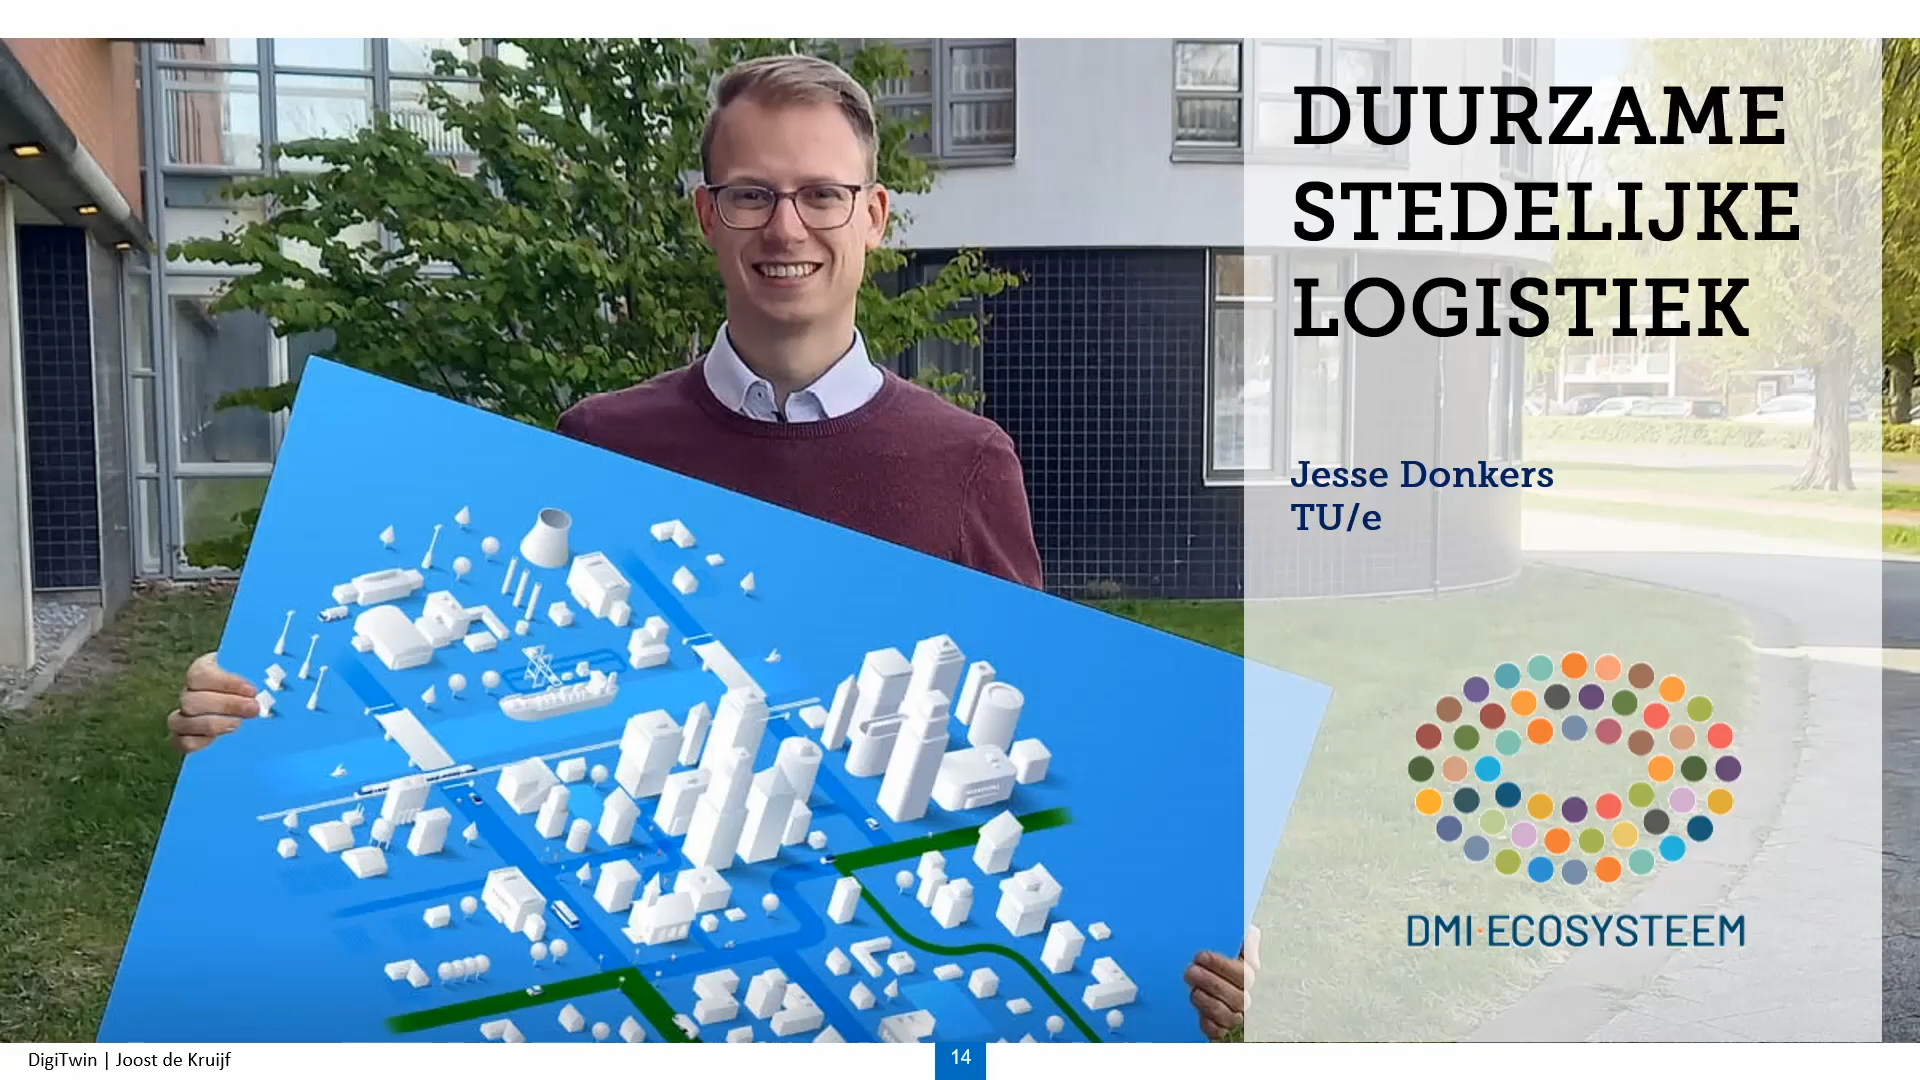 DUURZAME
STEDELIJKE
LOGISTIEK
Jesse Donkers
TU/e
DMI·ECOSYSTEEM
DigiTwin | Joost de Kruijf
14